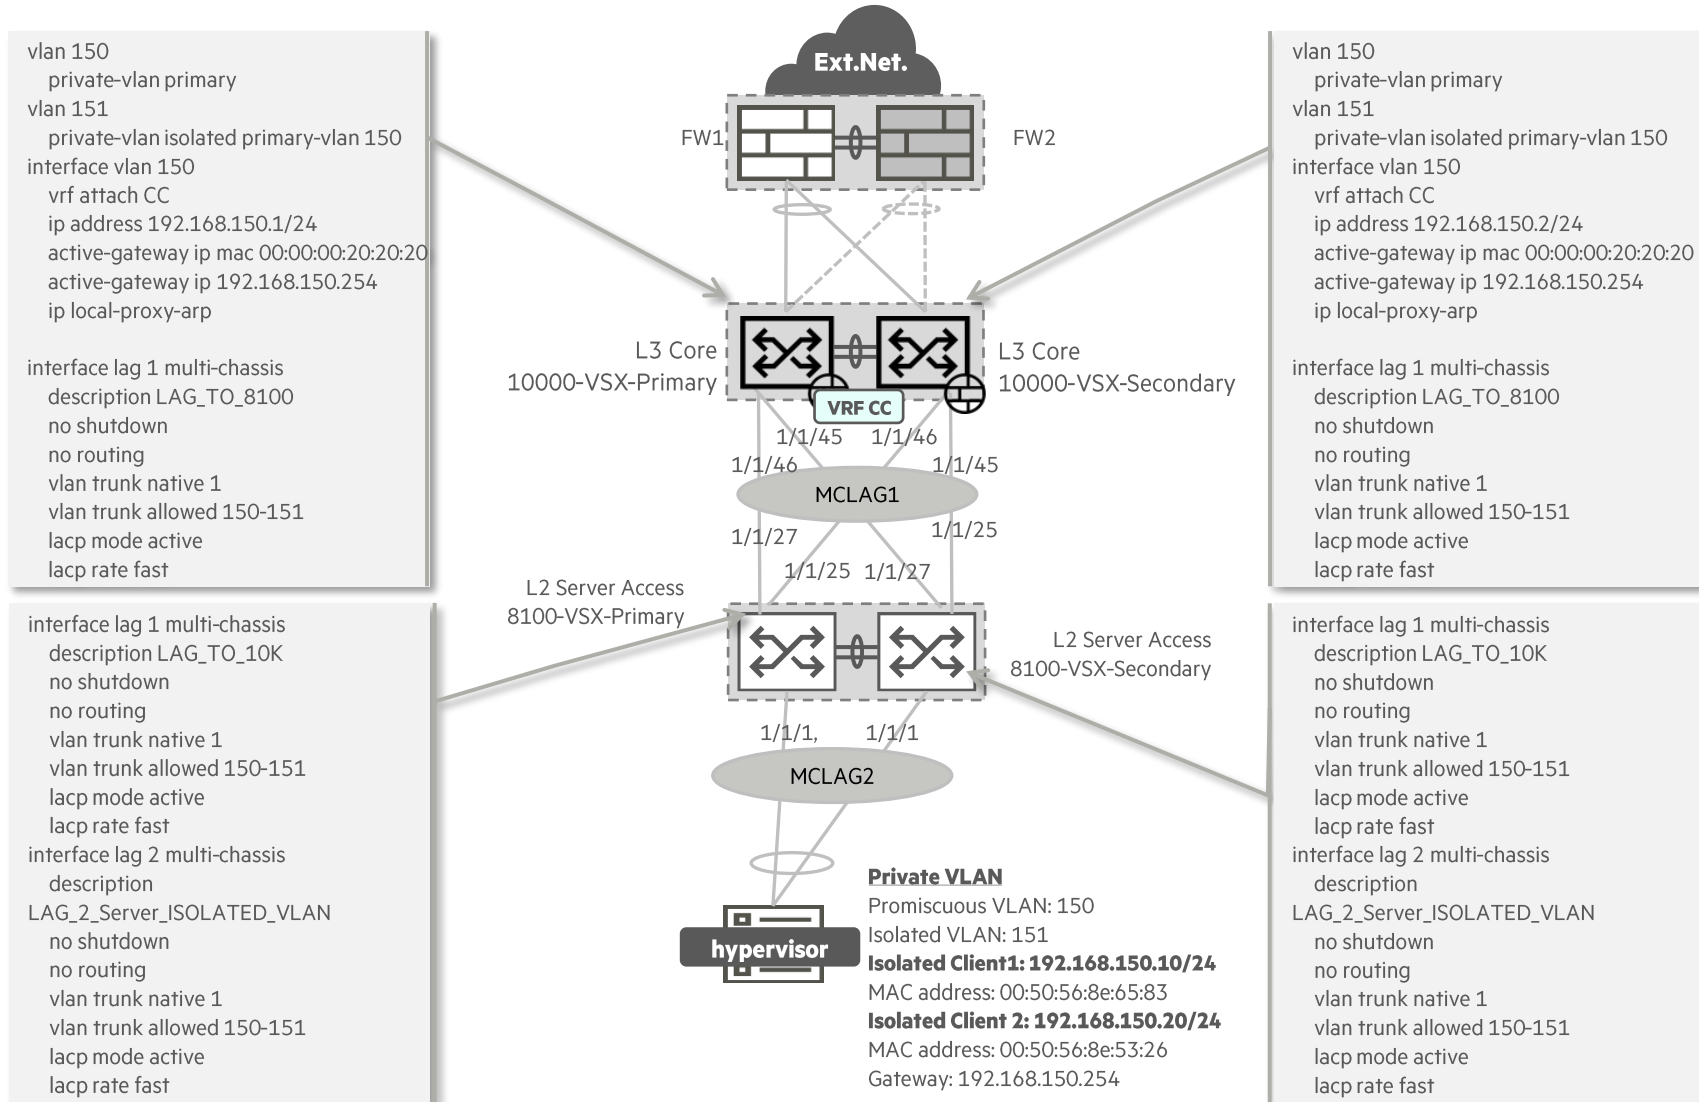 vlan 150
private-vlan primary
vlan 151
private-vlan isolated primary-vlan 150
interface vlan 150
vrf attach CC
ip address 192.168.150.1/24
active-gateway ip mac 00:00:00:20:20:20
active-gateway ip 192.168.150.254
ip local-proxy-arp
interface lag 1 multi-chassis
description LAG_TO_8100
no shutdown
no routing
vlan trunk native 1
vlan trunk allowed 150-151
lacp mode active
lacp rate fast
interface lag 1 multi-chassis
description LAG_TO_10K
no shutdown
no routing
vlan trunk native 1
vlan trunk allowed 150-151
lacp mode active
lacp rate fast
interface lag 2 multi-chassis
description
LAG_2_Server_ISOLATED_VLAN
no shutdown
no routing
vlan trunk native 1
vlan trunk allowed 150-151
lacp mode active
lacp rate fast
Ext.Net.
FW1
FW2
L3 Core
10000-VSX-Primary
L3 Core
10000-VSX-Secondary
VRF CC
1/1/45
1/1/46
1/1/46
1/1/45
MCLAG1
1/1/27
1/1/25
1/1/25
1/1/27
L2 Server Access
8100-VSX-Primary
L2 Server Access
8100-VSX-Secondary
1/1/1,
1/1/1
MCLAG2
hypervisor
Private VLAN
Promiscuous VLAN: 150
Isolated VLAN: 151
Isolated Client1: 192.168.150.10/24
MAC address: 00:50:56:8e:65:83
Isolated Client 2: 192.168.150.20/24
MAC address: 00:50:56:8e:53:26
Gateway: 192.168.150.254
vlan 150
private-vlan primary
vlan 151
private-vlan isolated primary-vlan 150
interface vlan 150
vrf attach CC
ip address 192.168.150.2/24
active-gateway ip mac 00:00:00:20:20:20
active-gateway ip 192.168.150.254
ip local-proxy-arp
interface lag 1 multi-chassis
description LAG_TO_8100
no shutdown
no routing
vlan trunk native 1
vlan trunk allowed 150-151
lacp mode active
lacp rate fast
interface lag 1 multi-chassis
description LAG_TO_10K
no shutdown
no routing
vlan trunk native 1
vlan trunk allowed 150-151
lacp mode active
lacp rate fast
interface lag 2 multi-chassis
description
LAG_2_Server_ISOLATED_VLAN
no shutdown
no routing
vlan trunk native 1
vlan trunk allowed 150-151
lacp mode active
lacp rate fast